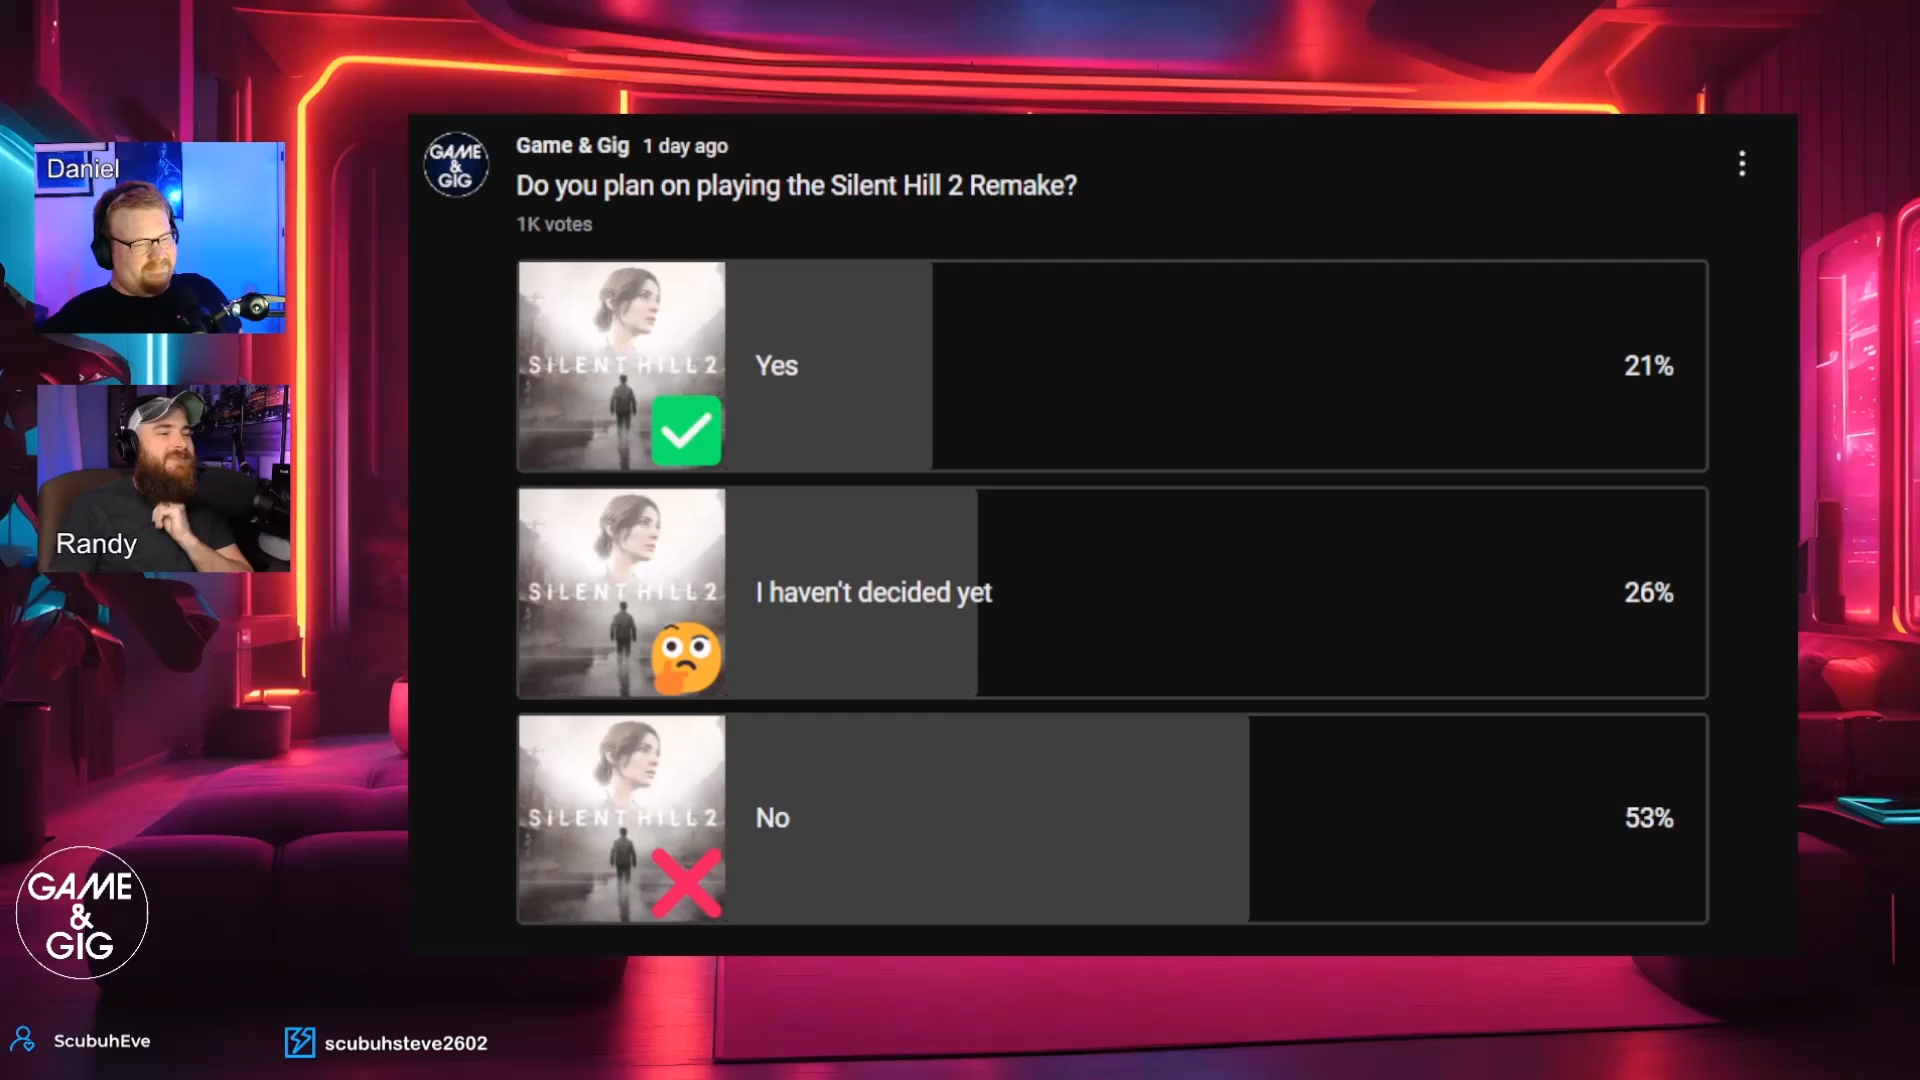 Daniel
Randy
GAME
&
GIG
Game & Gig 1 day ago
Do you plan on playing the Silent Hill 2 Remake?
1K votes
SILENT HILL 2
Yes
21%
SILENT HILL 2
I haven't decided yet
26%
SILENT HILL 2
No
53%
GAME
&
GIG
ScubuhEve
scubuhsteve2602